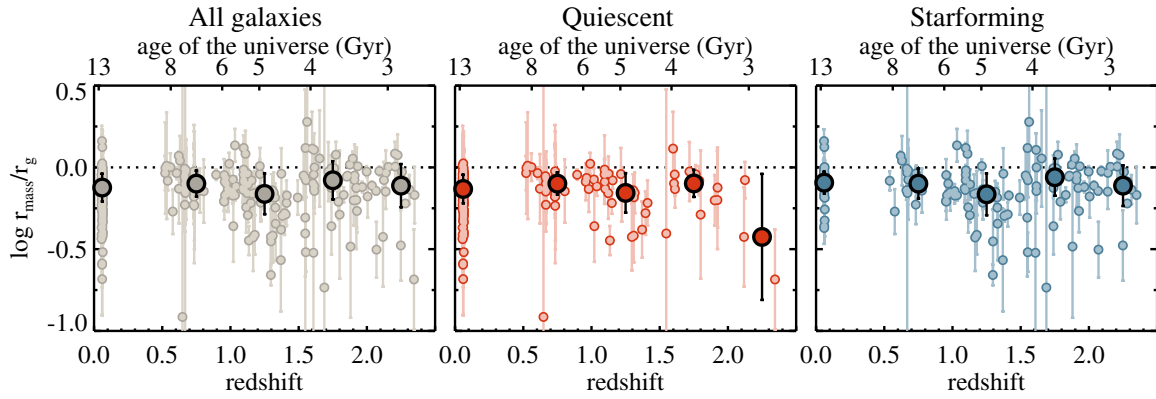 All galaxies Quiescent Starforming
age of the universe (Gyr) age of the universe (Gyr) age of the universe (Gyr)
13 8 6 5 4 3 13 8 6 5 4 3 13 8 6 5 4 3
0.5
0.0
-0.5
-1.0
log r_mass/r_g
0.0 0.5 1.0 1.5 2.0 0.0 0.5 1.0 1.5 2.0 0.0 0.5 1.0 1.5 2.0
redshift redshift redshift